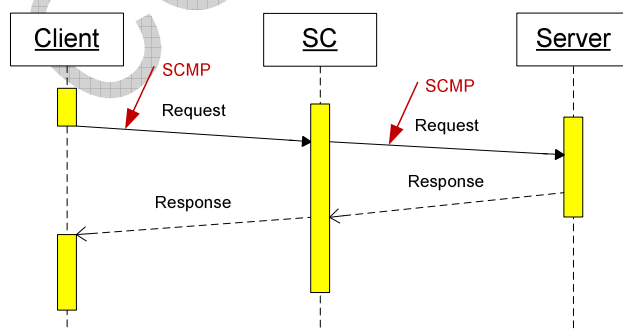 Client
SC
Server
SCMP
SCMP
Request
Request
Response
Response